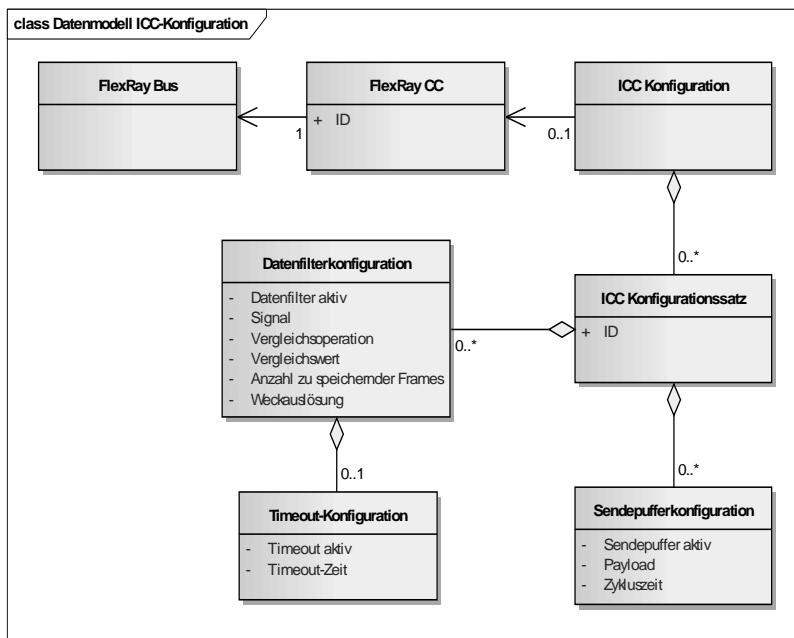 class Datenmodell ICC-Konfiguration
FlexRay Bus
FlexRay CC
+ ID
ICC Konfiguration
1
0..1
0..*
Datenfilterkonfiguration
- Datenfilter aktiv
- Signal
- Vergleichsoperation
- Vergleichswert
- Anzahl zu speichernder Frames
- Weckauslösung
0..*
ICC Konfigurationssatz
+ ID
0..1
0..*
Timeout-Konfiguration
- Timeout aktiv
- Timeout-Zeit
Sendepufferkonfiguration
- Sendepuffer aktiv
- Payload
- Zykluszeit